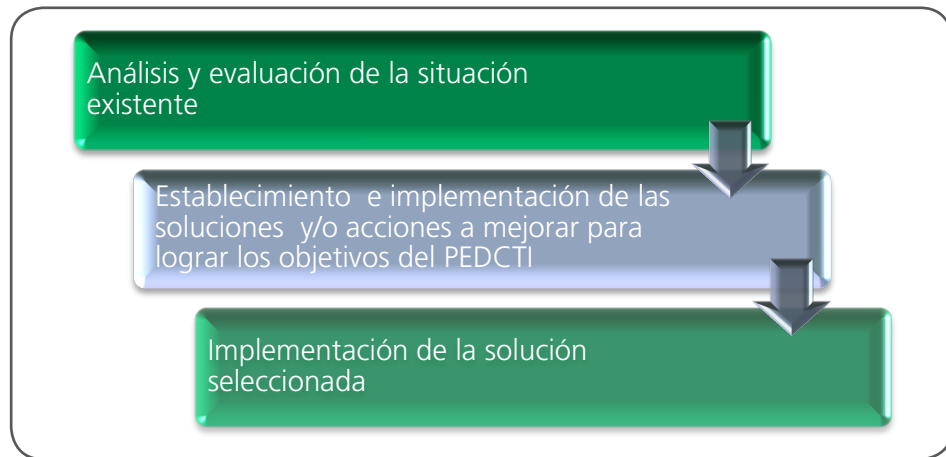 Análisis y evaluación de la situación
existente
Establecimiento e implementación de las
soluciones y/o acciones a mejorar para
lograr los objetivos del PEDCTI
Implementación de la solución
seleccionada